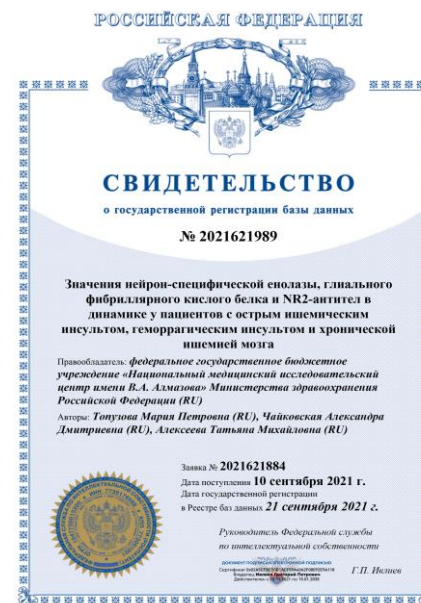 РОССИЙСКАЯ ФЕДЕРАЦИЯ
СВИДЕТЕЛЬСТВО
о государственной регистрации базы данных
№ 2021621989
Значения нейрон-специфической енолазы, глиального
фибриллярного кислого белка и NR2-антител в
динамике у пациентов с острым ишемическим
инсультом, геморрагическим инсультом и хронической
ишемией мозга
Правообладатель: федеральное государственное бюджетное
учреждение «Национальный медицинский исследовательский
центр имени В.А. Алмазова» Министерства здравоохранения
Российской Федерации (RU)
Авторы: Топузова Мария Петровна (RU), Чайковская Александра
Дмитриевна (RU), Алексеева Татьяна Михайловна (RU)
Заявка № 2021621884
Дата поступления 10 сентября 2021 г.
Дата государственной регистрации
в Реестре баз данных 21 сентября 2021 г.
Руководитель Федеральной службы
по интеллектуальной собственности
ДОКУМЕНТ ПОДПИСАН ЭЛЕКТРОННОЙ ПОДПИСЬЮ
Г.П. Ивлиев